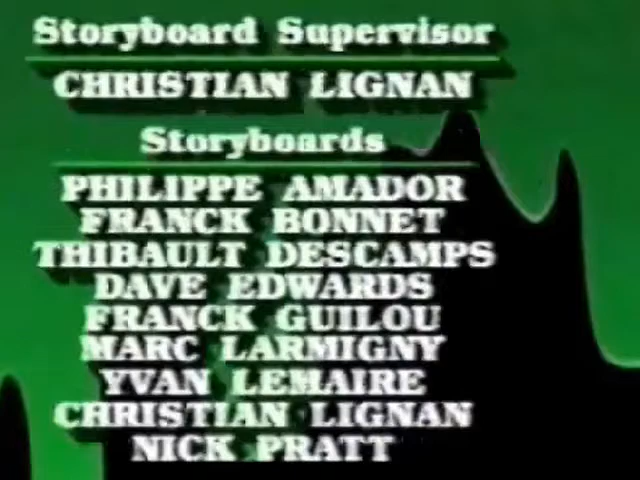 Storyboard Supervisor
CHRISTIAN LIGNAN
Storyboards
PHILIPPE AMADOR
FRANCK BONNET
THIBAULT DESCAMPS
DAVE EDWARDS
FRANCK GUILOU
MARC LARMIGNY
YVAN LEMAIRE
CHRISTIAN LIGNAN
NICK PRATT